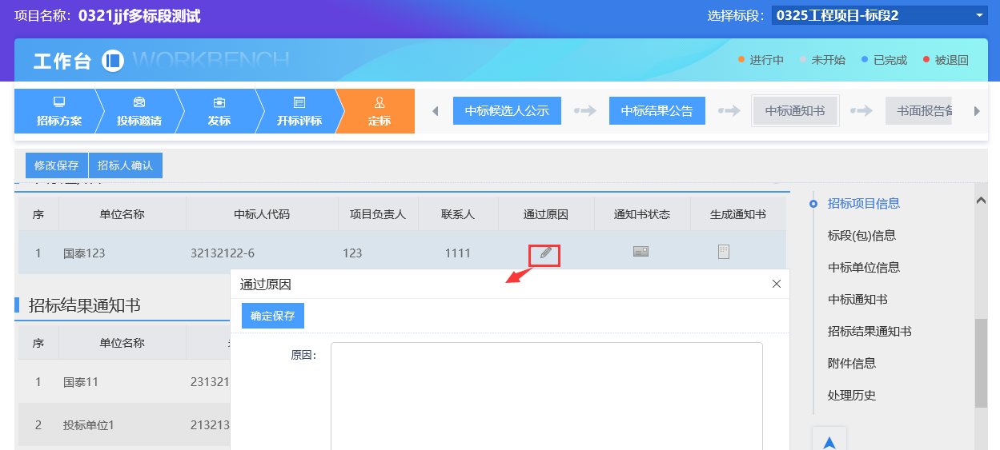 项目名称： 0321jjf多标段测试
选择标段： 0325工程项目-标段2
工作台 WORKBENCH
进行中 未开始 已完成 被退回
招标方案 投标邀请 发标 开标评标 定标
中标候选人公示 中标结果公告 中标通知书 书面报告备
修改保存 招标人确认
序 单位名称 中标人代码 项目负责人 联系人 通过原因 通知书状态 生成通知书
1 国泰123 32132122-6 123 1111
通过原因
确定保存
原因：
招标结果通知书
序 单位名称
1 国泰11 232132
2 投标单位1 213213
招标项目信息
标段(包)信息
中标单位信息
中标通知书
招标结果通知书
附件信息
处理历史